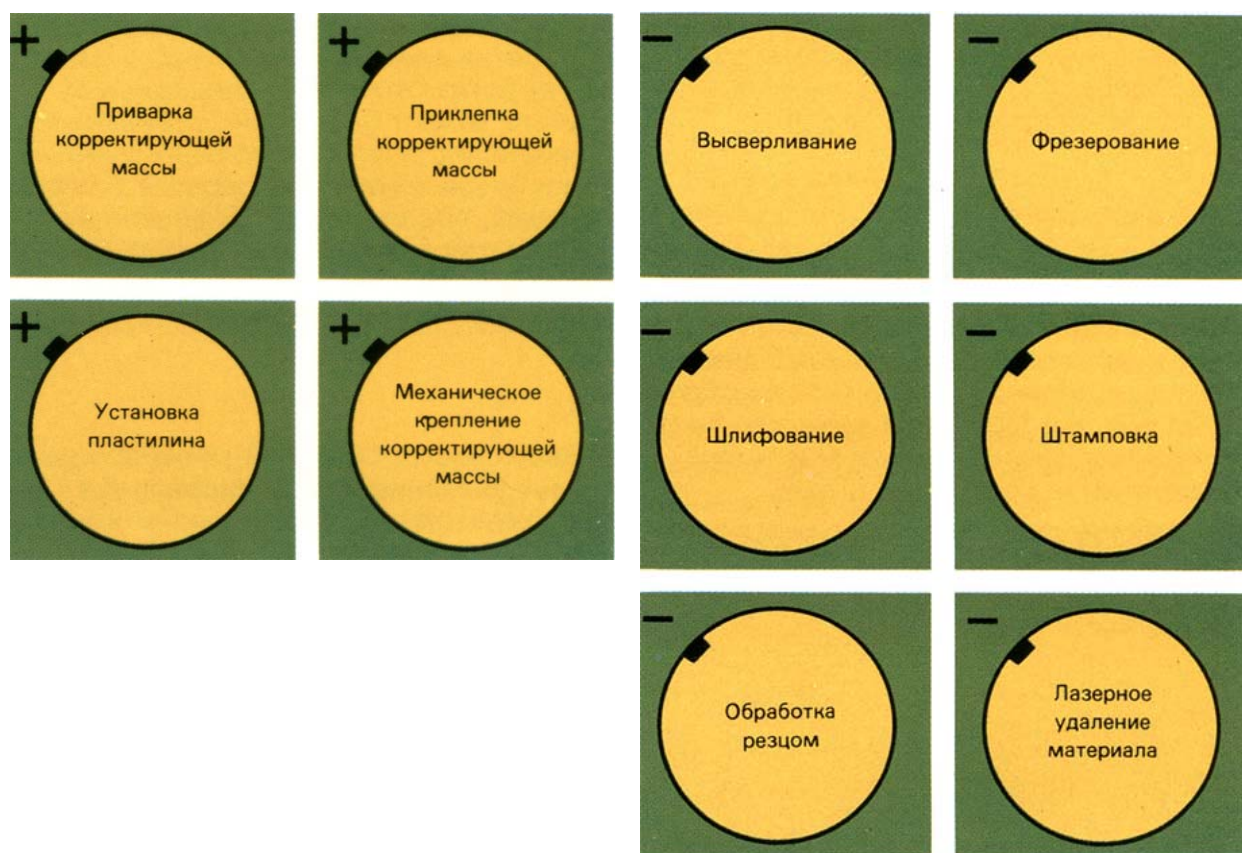 +
Приварка
корректирующей
массы
+
Приклепка
корректирующей
массы
+
Установка
пластилина
+
Механическое
крепление
корректирующей
массы
−
Высверливание
−
Фрезерование
−
Шлифование
−
Штамповка
−
Обработка
резцом
−
Лазерное
удаление
материала